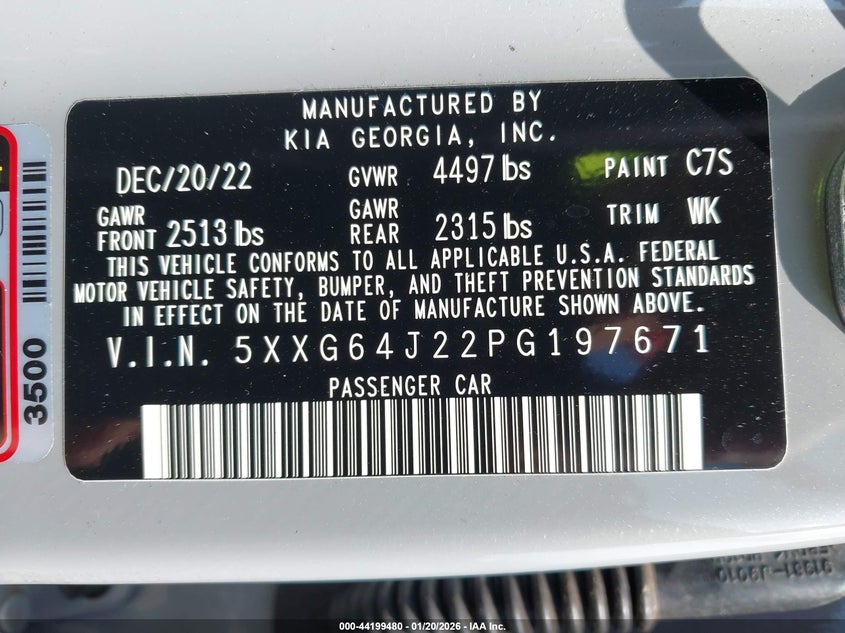 MANUFACTURED BY
KIA GEORGIA, INC.
DEC/20/22 GVWR 4497 lbs PAINT C7S
GAWR FRONT 2513 lbs GAWR REAR 2315 lbs TRIM WK
THIS VEHICLE CONFORMS TO ALL APPLICABLE U.S.A. FEDERAL
MOTOR VEHICLE SAFETY, BUMPER, AND THEFT PREVENTION STANDARDS
IN EFFECT ON THE DATE OF MANUFACTURE SHOWN ABOVE.
V.I.N. 5XXG64J22PG197671
PASSENGER CAR
3500
000-44199480 - 01/20/2026 - IAA Inc.